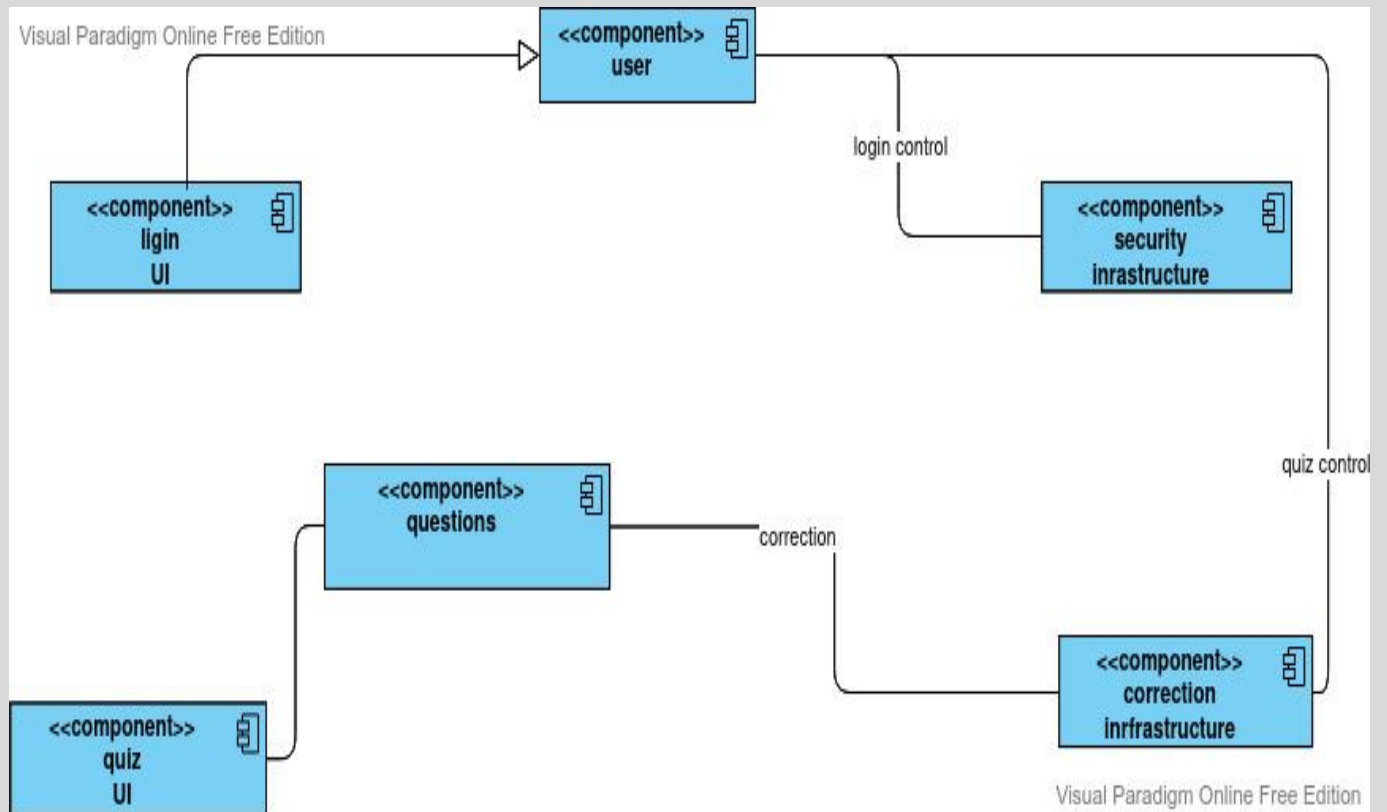 Visual Paradigm Online Free Edition
<<component>>
user
login control
<<component>>
ligin
UI
<<component>>
security
inrastructure
quiz control
<<component>>
questions
correction
<<component>>
correction
inrfrastructure
<<component>>
quiz
UI
Visual Paradigm Online Free Edition